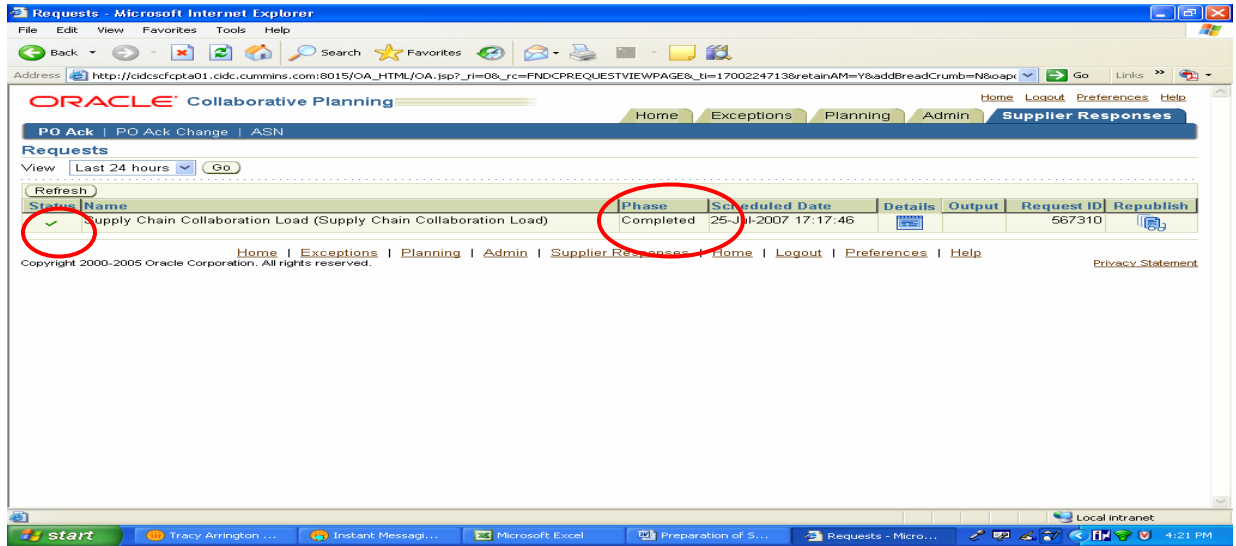 Requests - Microsoft Internet Explorer
File Edit View Favorites Tools Help
Back Search Favorites
Address http://cidcscfcpta01.cidc.cummins.com:8015/OA_HTML/OA.jsp?_ri=0&_rc=FNDCPREQUESTVIEWPAGE&_ti=1700224713&retainAM=Y&addBreadCrumb=N&oap Go Links »
ORACLE Collaborative Planning
Home Logout Preferences Help
Home Exceptions Planning Admin Supplier Responses
PO Ack | PO Ack Change | ASN
Requests
View Last 24 hours Go
Refresh
Status Name Phase Scheduled Date Details Output Request ID Republish
Supply Chain Collaboration Load (Supply Chain Collaboration Load) Completed 25-Jul-2007 17:17:46 567310
Home | Exceptions | Planning | Admin | Supplier Responses | Home | Logout | Preferences | Help
Copyright 2000-2005 Oracle Corporation. All rights reserved. Privacy Statement
Local intranet
start Tracy Arrington ... Instant Messagi... Microsoft Excel Preparation of S... Requests - Micro... 4:21 PM